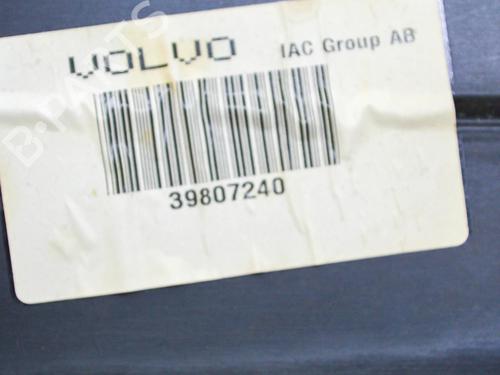 VOLVO IAC Group AB
39807240
B-PARTS